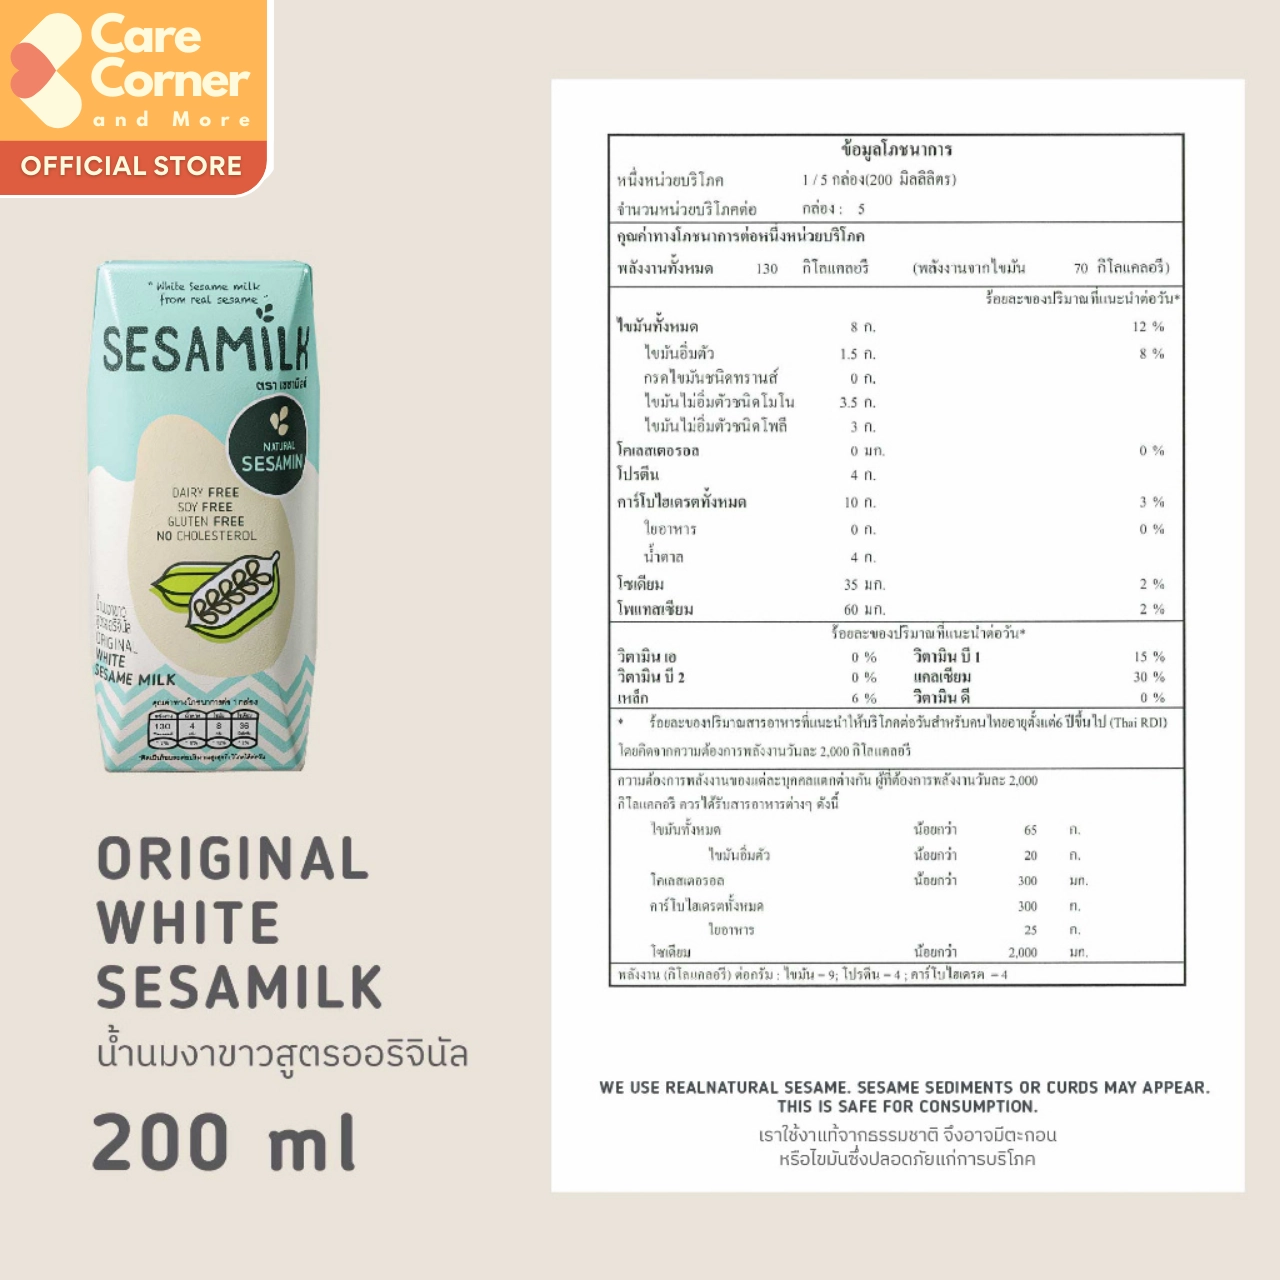 Care
Corner
and More
OFFICIAL STORE
"White Sesame milk
from real sesame"
SESAMILK
ตรา เซซามิลค์
NATURAL
SESAMIN
DAIRY FREE
SOY FREE
GLUTEN FREE
NO CHOLESTEROL
ORIGINAL
WHITE
SESAME MILK
คุณค่าทางโภชนาการต่อ 1 กล่อง
130 4 8 35
ORIGINAL
WHITE
SESAMILK
น้ำนมงาขาวสูตรออริจินัล
200 ml
ข้อมูลโภชนาการ
หนึ่งหน่วยบริโภค 1 / 5 กล่อง(200 มิลลิลิตร)
จำนวนหน่วยบริโภคต่อ กล่อง : 5
คุณค่าทางโภชนาการต่อหนึ่งหน่วยบริโภค
พลังงานทั้งหมด 130 กิโลแคลอรี (พลังงานจากไขมัน 70 กิโลแคลอรี)
ร้อยละของปริมาณที่แนะนำต่อวัน*
ไขมันทั้งหมด 8 ก. 12 %
ไขมันอิ่มตัว 1.5 ก. 8 %
กรดไขมันชนิดทรานส์ 0 ก.
ไขมันไม่อิ่มตัวชนิดโมโน 3.5 ก.
ไขมันไม่อิ่มตัวชนิดโพลี 3 ก.
โคเลสเตอรอล 0 มก. 0 %
โปรตีน 4 ก.
คาร์โบไฮเดรตทั้งหมด 10 ก. 3 %
ใยอาหาร 0 ก. 0 %
น้ำตาล 4 ก.
โซเดียม 35 มก. 2 %
โพแทสเซียม 60 มก. 2 %
ร้อยละของปริมาณที่แนะนำต่อวัน*
วิตามิน เอ 0 % วิตามิน บี 1 15 %
วิตามิน บี 2 0 % แคลเซียม 30 %
เหล็ก 6 % วิตามิน ดี 0 %
* ร้อยละของปริมาณสารอาหารที่แนะนำให้บริโภคต่อวันสำหรับคนไทยอายุตั้งแต่6 ปีขึ้นไป (Thai RDI)
โดยคิดจากความต้องการพลังงานวันละ 2,000 กิโลแคลอรี
ความต้องการพลังงานของแต่ละบุคคลแตกต่างกัน ผู้ที่ต้องการพลังงานวันละ 2,000
กิโลแคลอรี ควรได้รับสารอาหารต่างๆ ดังนี้
ไขมันทั้งหมด น้อยกว่า 65 ก.
ไขมันอิ่มตัว น้อยกว่า 20 ก.
โคเลสเตอรอล น้อยกว่า 300 มก.
คาร์โบไฮเดรตทั้งหมด 300 ก.
ใยอาหาร 25 ก.
โซเดียม น้อยกว่า 2,000 มก.
พลังงาน (กิโลแคลอรี) ต่อกรัม : ไขมัน = 9; โปรตีน = 4 ; คาร์โบไฮเดรต = 4
WE USE REALNATURAL SESAME. SESAME SEDIMENTS OR CURDS MAY APPEAR.
THIS IS SAFE FOR CONSUMPTION.
เราใช้งาแท้จากธรรมชาติ จึงอาจมีตะกอน
หรือไขมันซึ่งปลอดภัยแก่การบริโภค